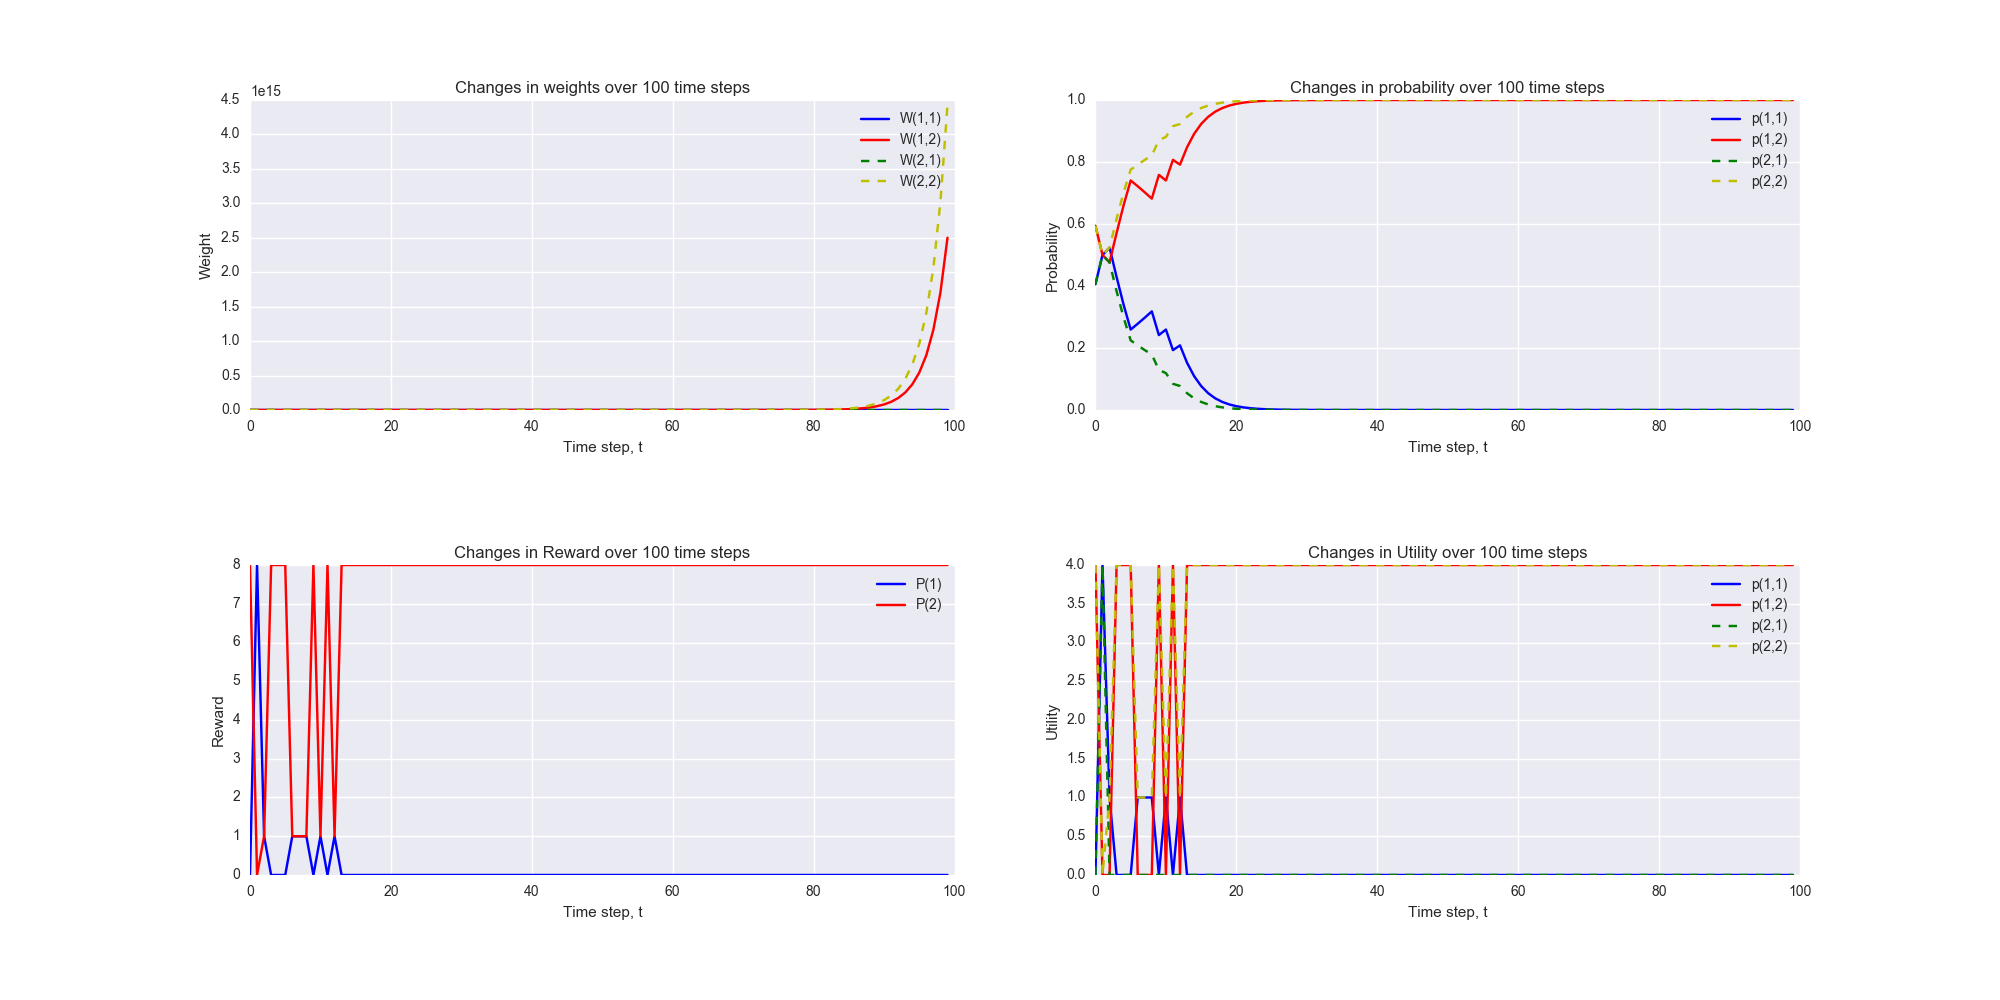 Changes in weights over 100 time steps
1e15
4.5
4.0
3.5
3.0
2.5
2.0
1.5
1.0
0.5
0.0
Weight
0 20 40 60 80 100
Time step, t
W(1,1)
W(1,2)
W(2,1)
W(2,2)
Changes in probability over 100 time steps
1.0
0.8
0.6
0.4
0.2
0.0
Probability
0 20 40 60 80 100
Time step, t
p(1,1)
p(1,2)
p(2,1)
p(2,2)
Changes in Reward over 100 time steps
8
7
6
5
4
3
2
1
0
Reward
0 20 40 60 80 100
Time step, t
P(1)
P(2)
Changes in Utility over 100 time steps
4.0
3.5
3.0
2.5
2.0
1.5
1.0
0.5
0.0
Utility
0 20 40 60 80 100
Time step, t
p(1,1)
p(1,2)
p(2,1)
p(2,2)